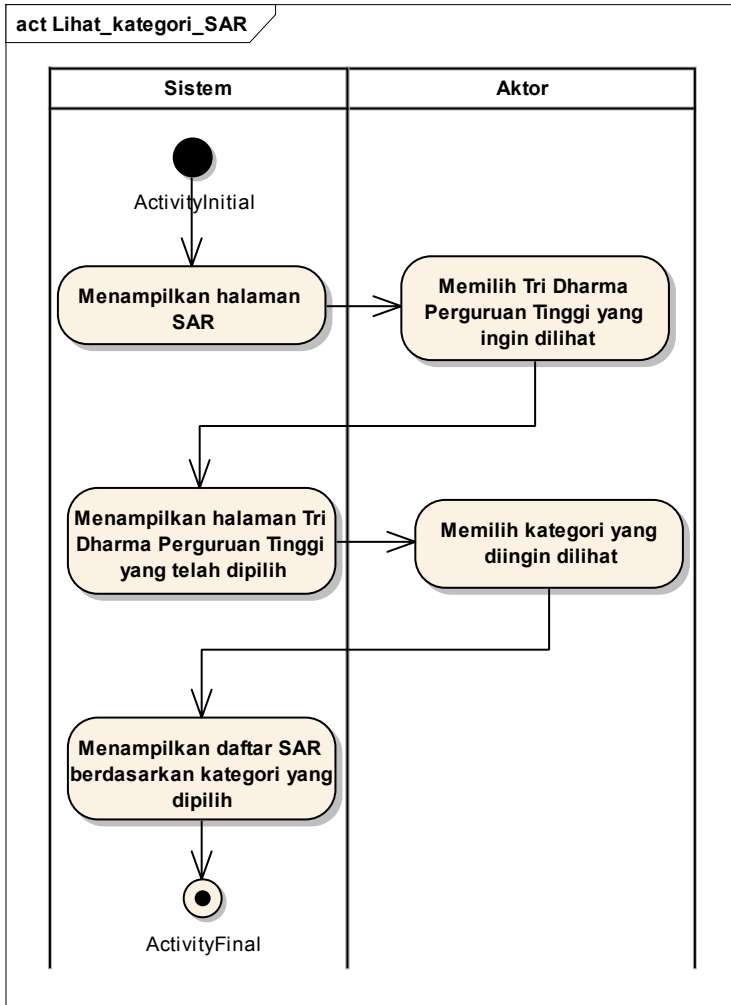 act Lihat_kategori_SAR
Sistem
Aktor
ActivityInitial
Menampilkan halaman
SAR
Memilih Tri Dharma
Perguruan Tinggi yang
ingin dilihat
Menampilkan halaman Tri
Dharma Perguruan Tinggi
yang telah dipilih
Memilih kategori yang
diingin dilihat
Menampilkan daftar SAR
berdasarkan kategori yang
dipilih
ActivityFinal